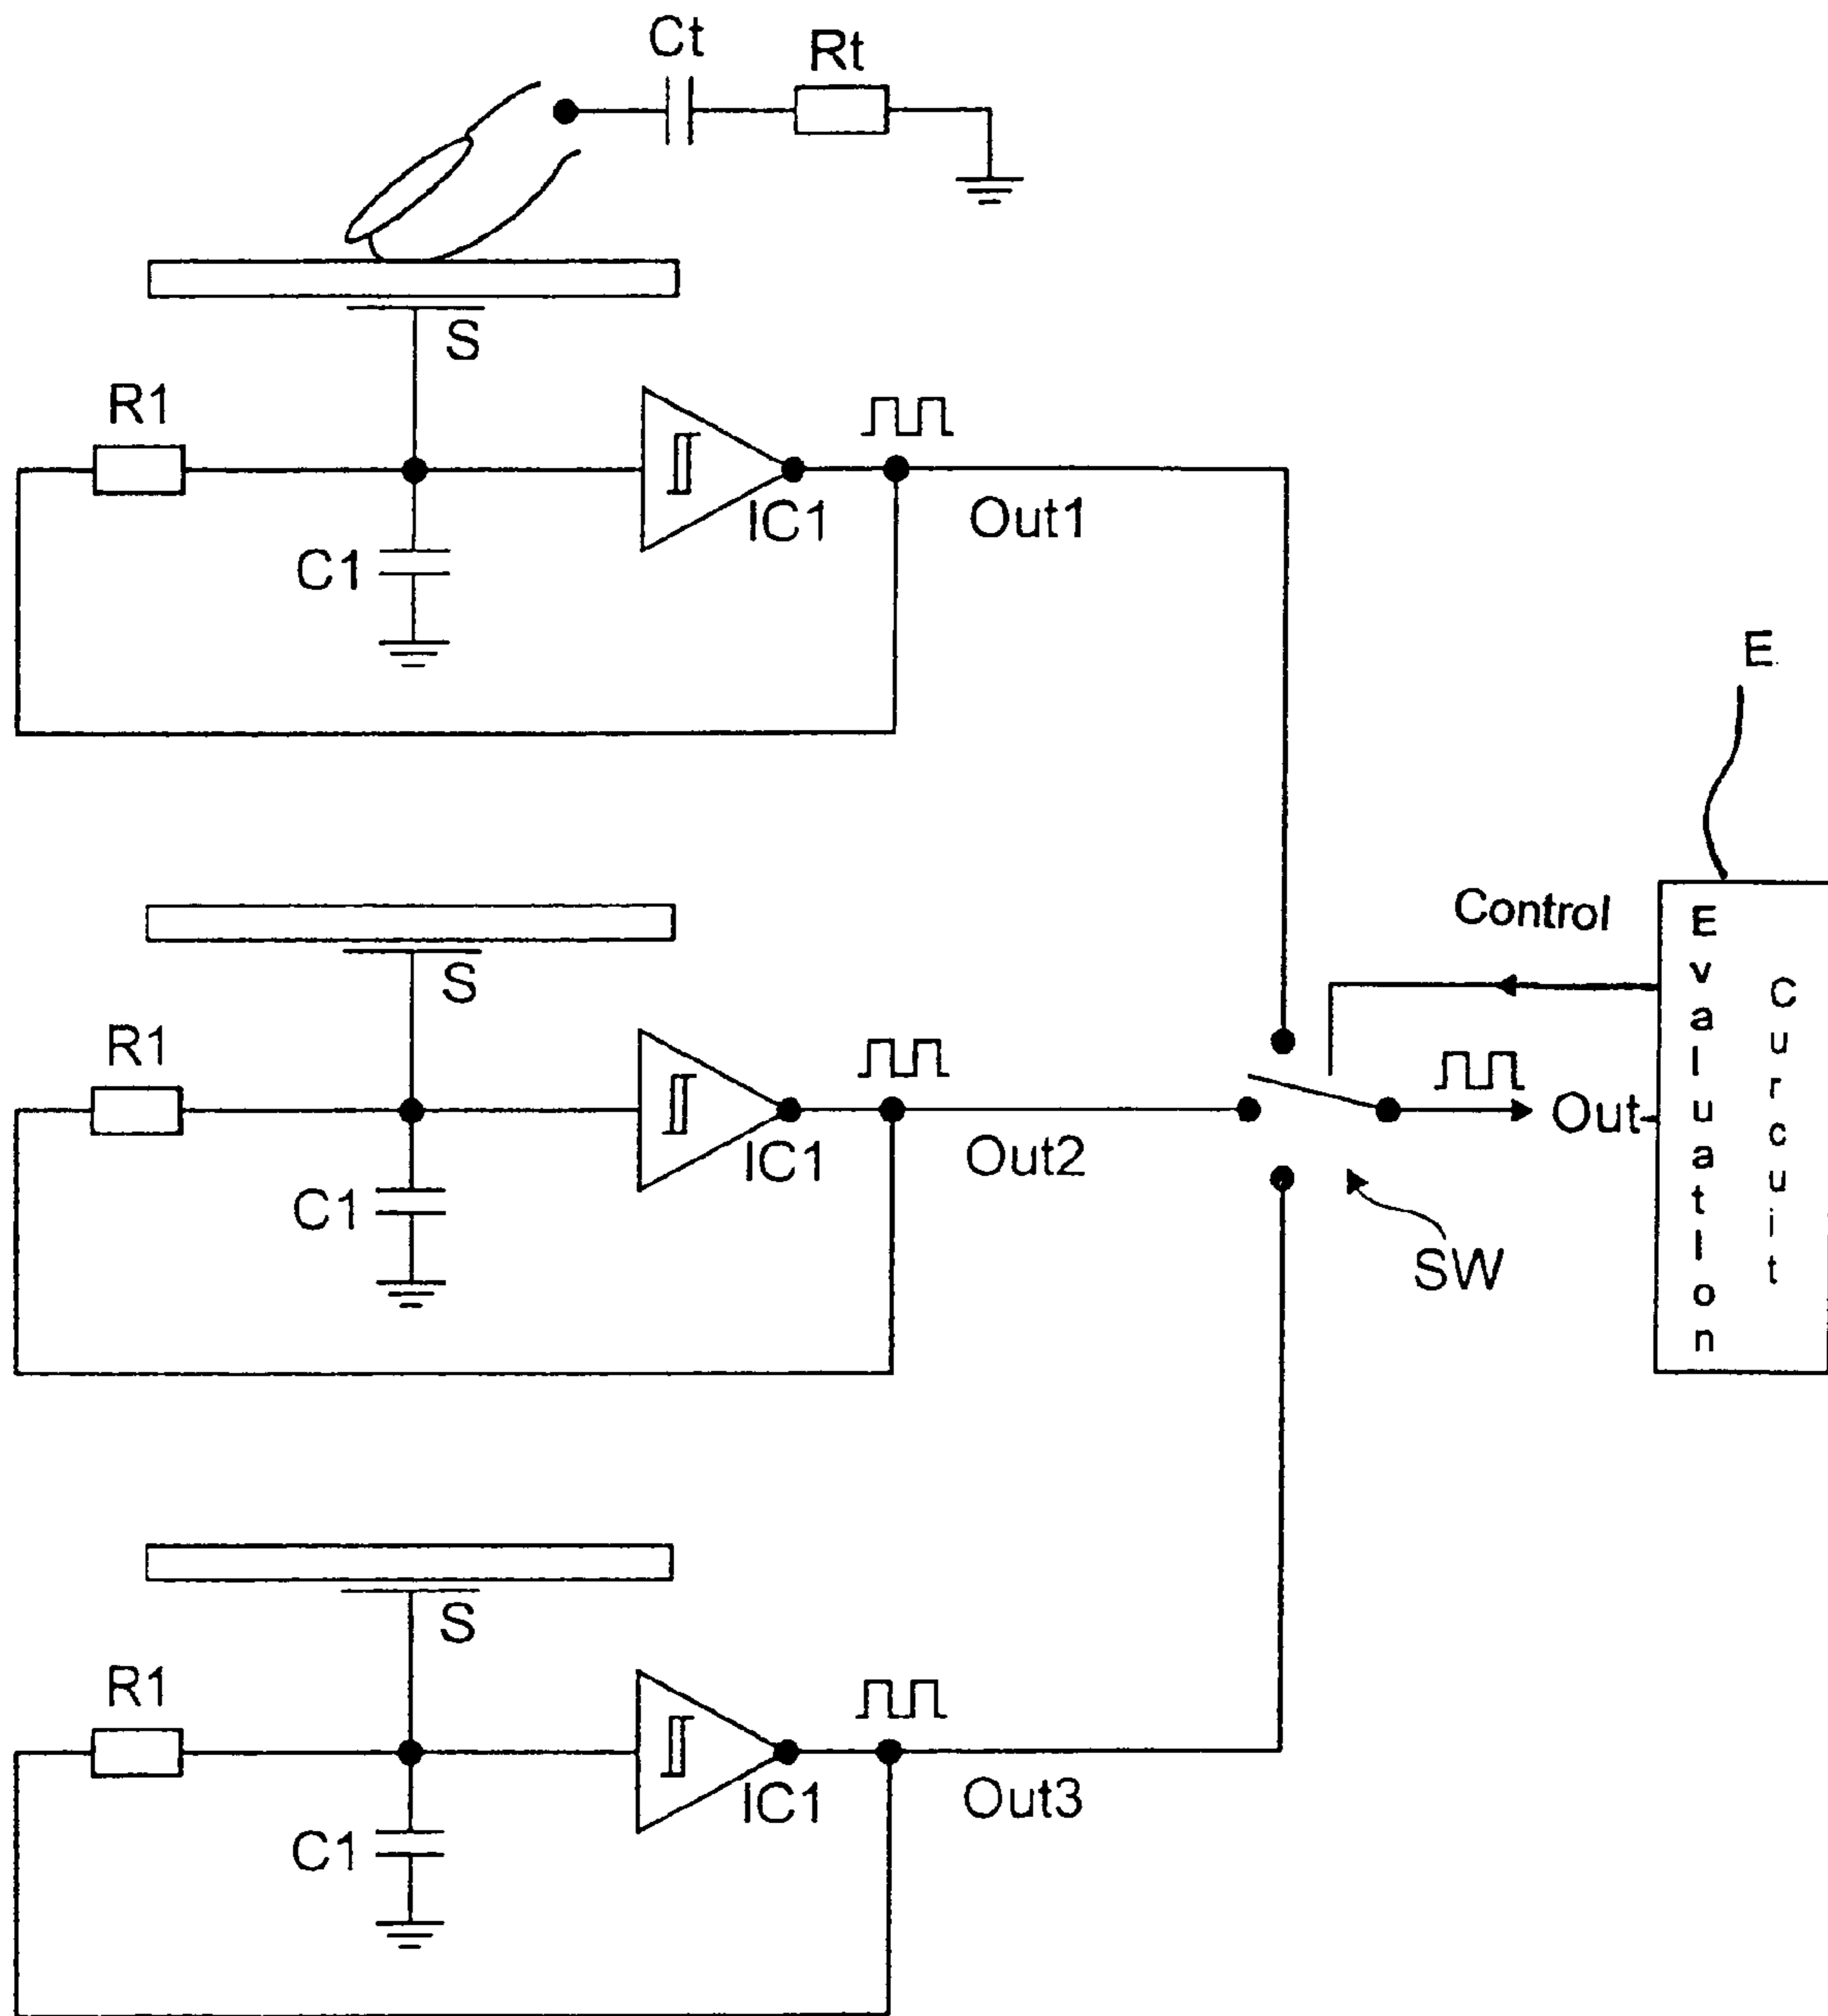 Ct
Rt
S
R1
IC1
Out1
C1
E
S
R1
IC1
Out2
C1
Control
Out
SW
Evaluation
Curcuit
S
R1
IC1
Out3
C1